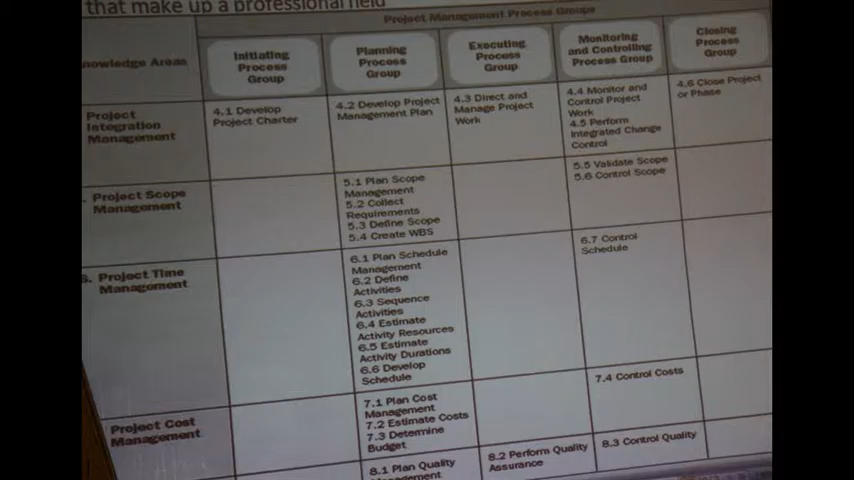 that make up a professional field
Project Management Process Groups
Knowledge Areas
Initiating
Process
Group
Planning
Process
Group
Executing
Process
Group
Monitoring
and Controlling
Process Group
Closing
Process
Group
Project
Integration
Management
4.1 Develop
Project Charter
4.2 Develop Project
Management Plan
4.3 Direct and
Manage Project
Work
4.4 Monitor and
Control Project
Work
4.5 Perform
Integrated Change
Control
4.6 Close Project
or Phase
. Project Scope
Management
5.1 Plan Scope
Management
5.2 Collect
Requirements
5.3 Define Scope
5.4 Create WBS
5.5 Validate Scope
5.6 Control Scope
6. Project Time
Management
6.1 Plan Schedule
Management
6.2 Define
Activities
6.3 Sequence
Activities
6.4 Estimate
Activity Resources
6.5 Estimate
Activity Durations
6.6 Develop
Schedule
6.7 Control
Schedule
Project Cost
Management
7.1 Plan Cost
Management
7.2 Estimate Costs
7.3 Determine
Budget
7.4 Control Costs
8.1 Plan Quality
Management
8.2 Perform Quality
Assurance
8.3 Control Quality